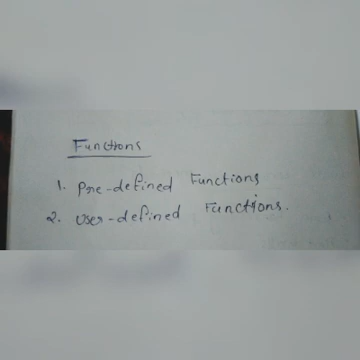 Functions
1. Pre-defined Functions
2. User-defined Functions.